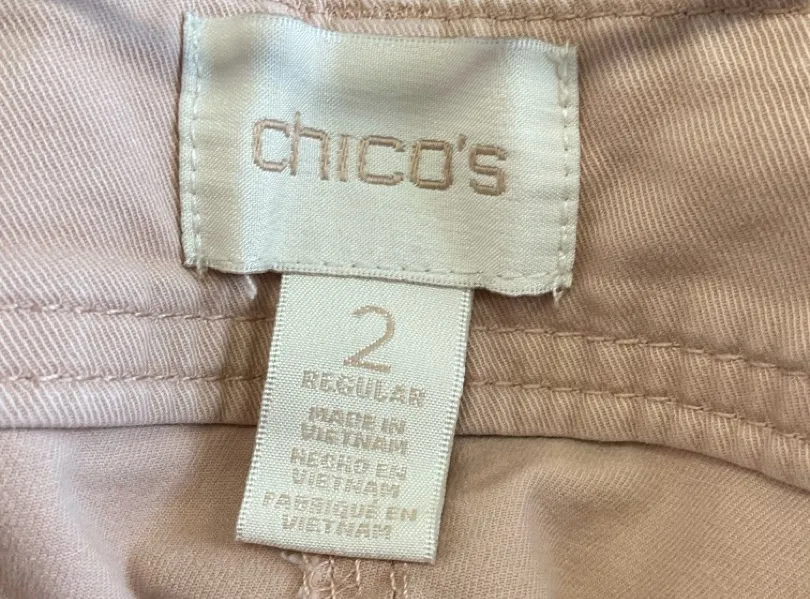 chico's
2
REGULAR
MADE IN
VIETNAM
HECHO EN
VIETNAM
FABRIQUÉ EN
VIETNAM